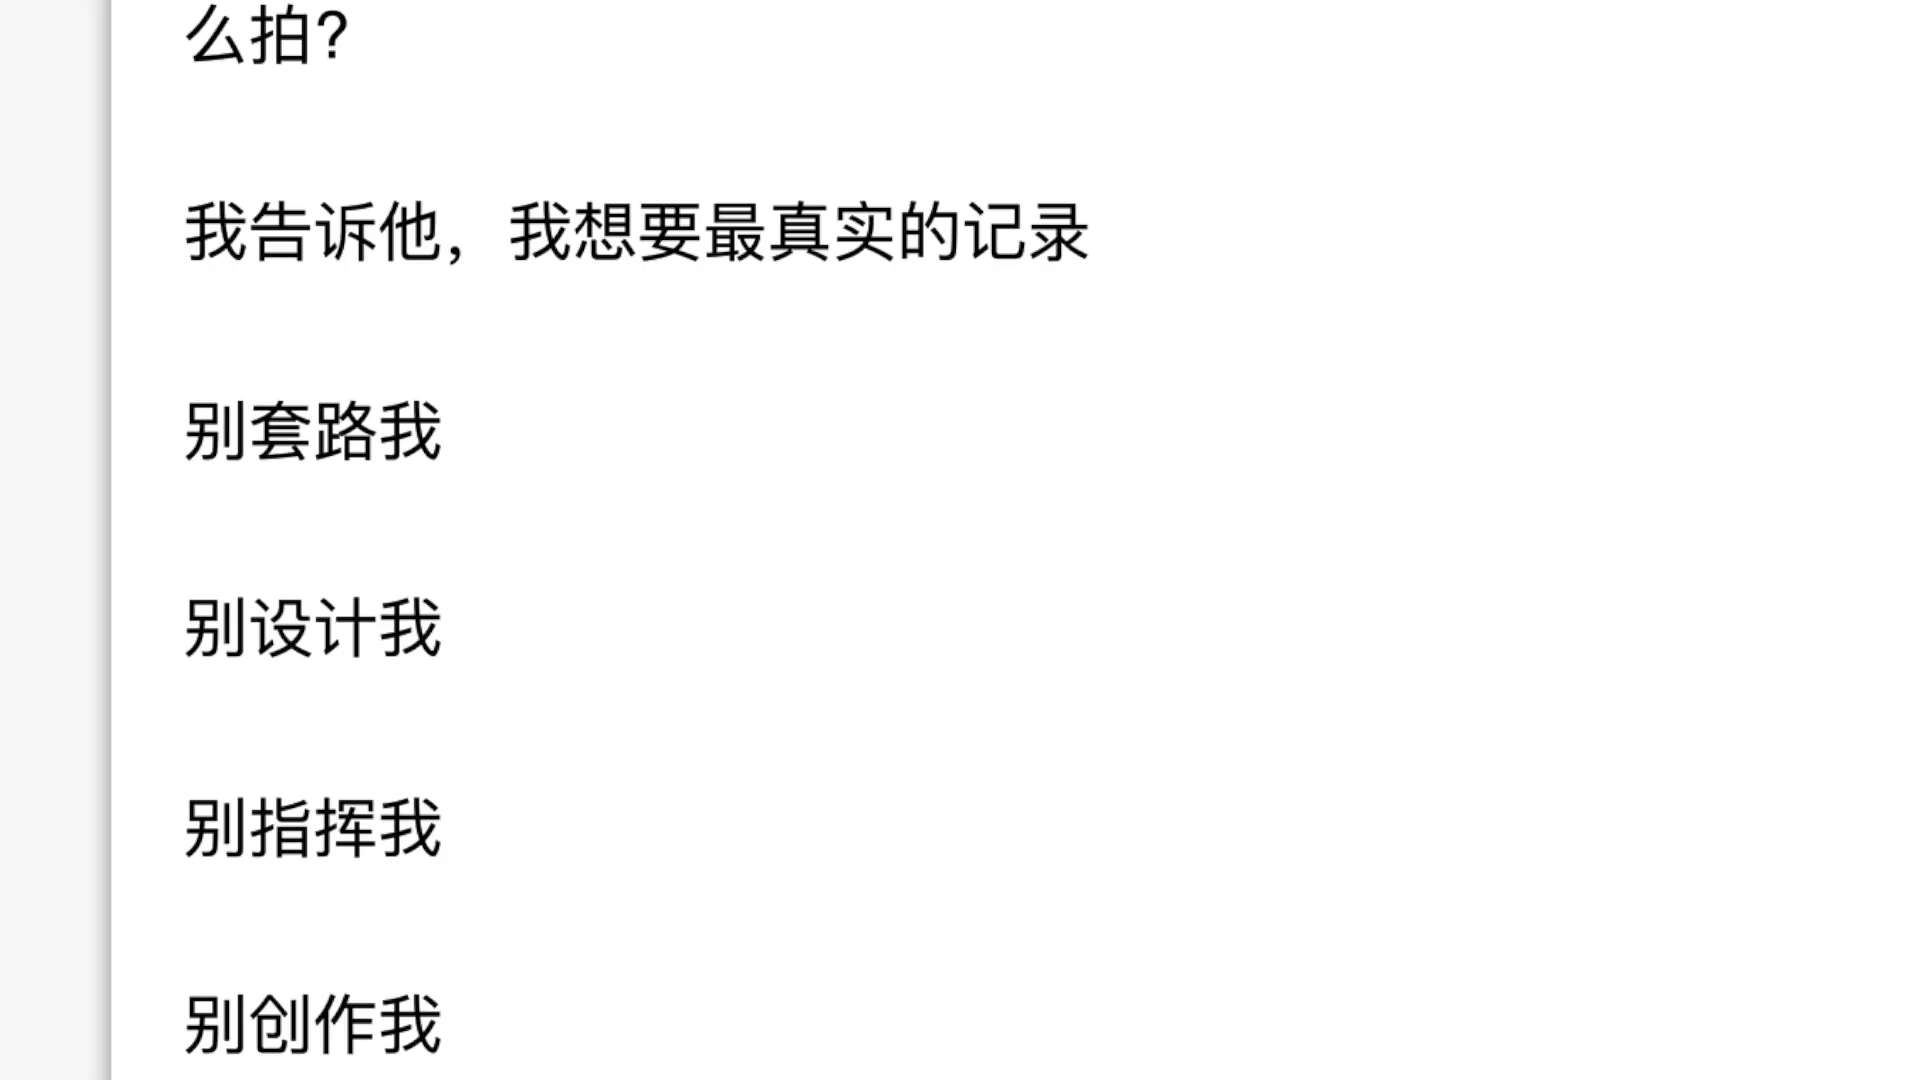 么拍？
我告诉他，我想要最真实的记录
别套路我
别设计我
别指挥我
别创作我